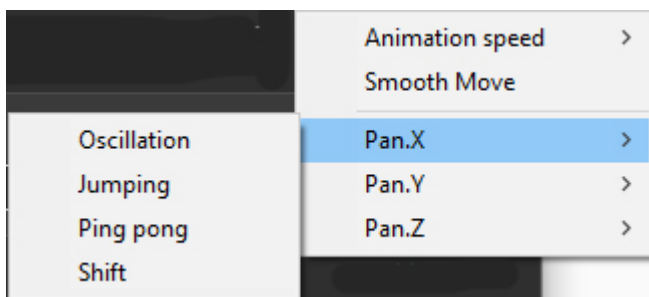 Animation speed
Smooth Move
Pan.X
Pan.Y
Pan.Z
Oscillation
Jumping
Ping pong
Shift